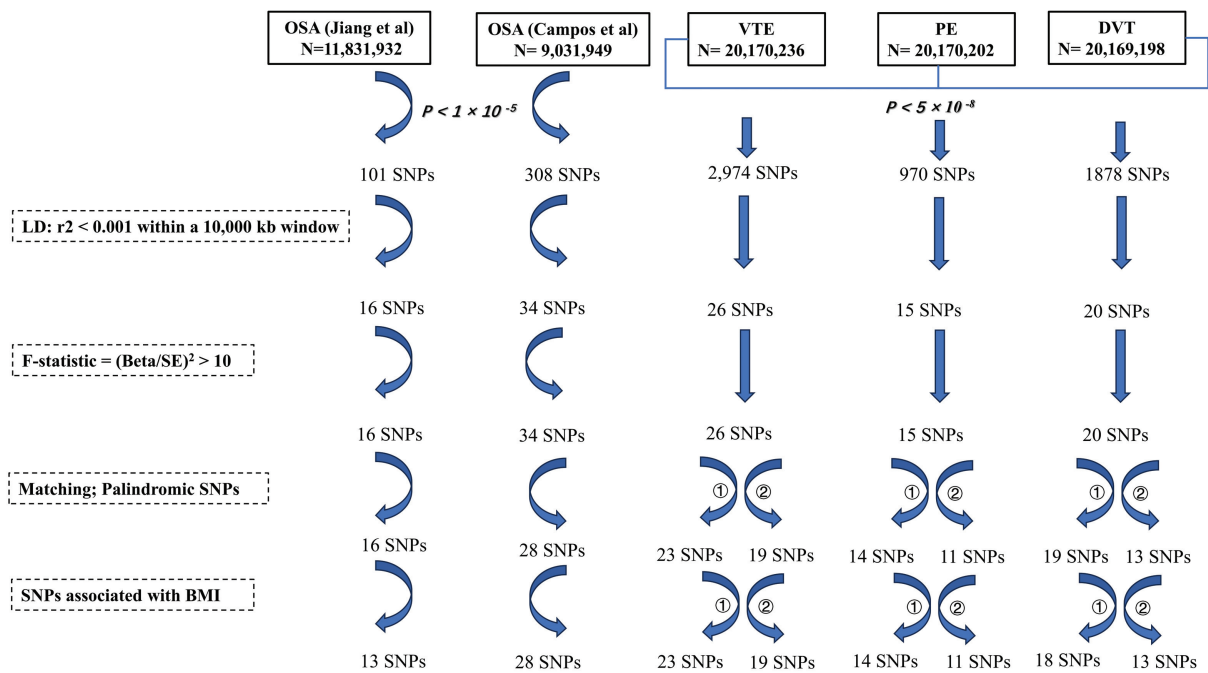 OSA (Jiang et al)
N=11,831,932
OSA (Campos et al)
N= 9,031,949
VTE
N= 20,170,236
PE
N= 20,170,202
DVT
N= 20,169,198
P < 1 × 10 -5
P < 5 × 10 -8
101 SNPs
308 SNPs
2,974 SNPs
970 SNPs
1878 SNPs
LD: r2 < 0.001 within a 10,000 kb window
16 SNPs
34 SNPs
26 SNPs
15 SNPs
20 SNPs
F-statistic = (Beta/SE)² > 10
16 SNPs
34 SNPs
26 SNPs
15 SNPs
20 SNPs
Matching; Palindromic SNPs
① ② ① ② ① ②
16 SNPs
28 SNPs
23 SNPs
19 SNPs
14 SNPs
11 SNPs
19 SNPs
13 SNPs
SNPs associated with BMI
① ② ① ② ① ②
13 SNPs
28 SNPs
23 SNPs
19 SNPs
14 SNPs
11 SNPs
18 SNPs
13 SNPs